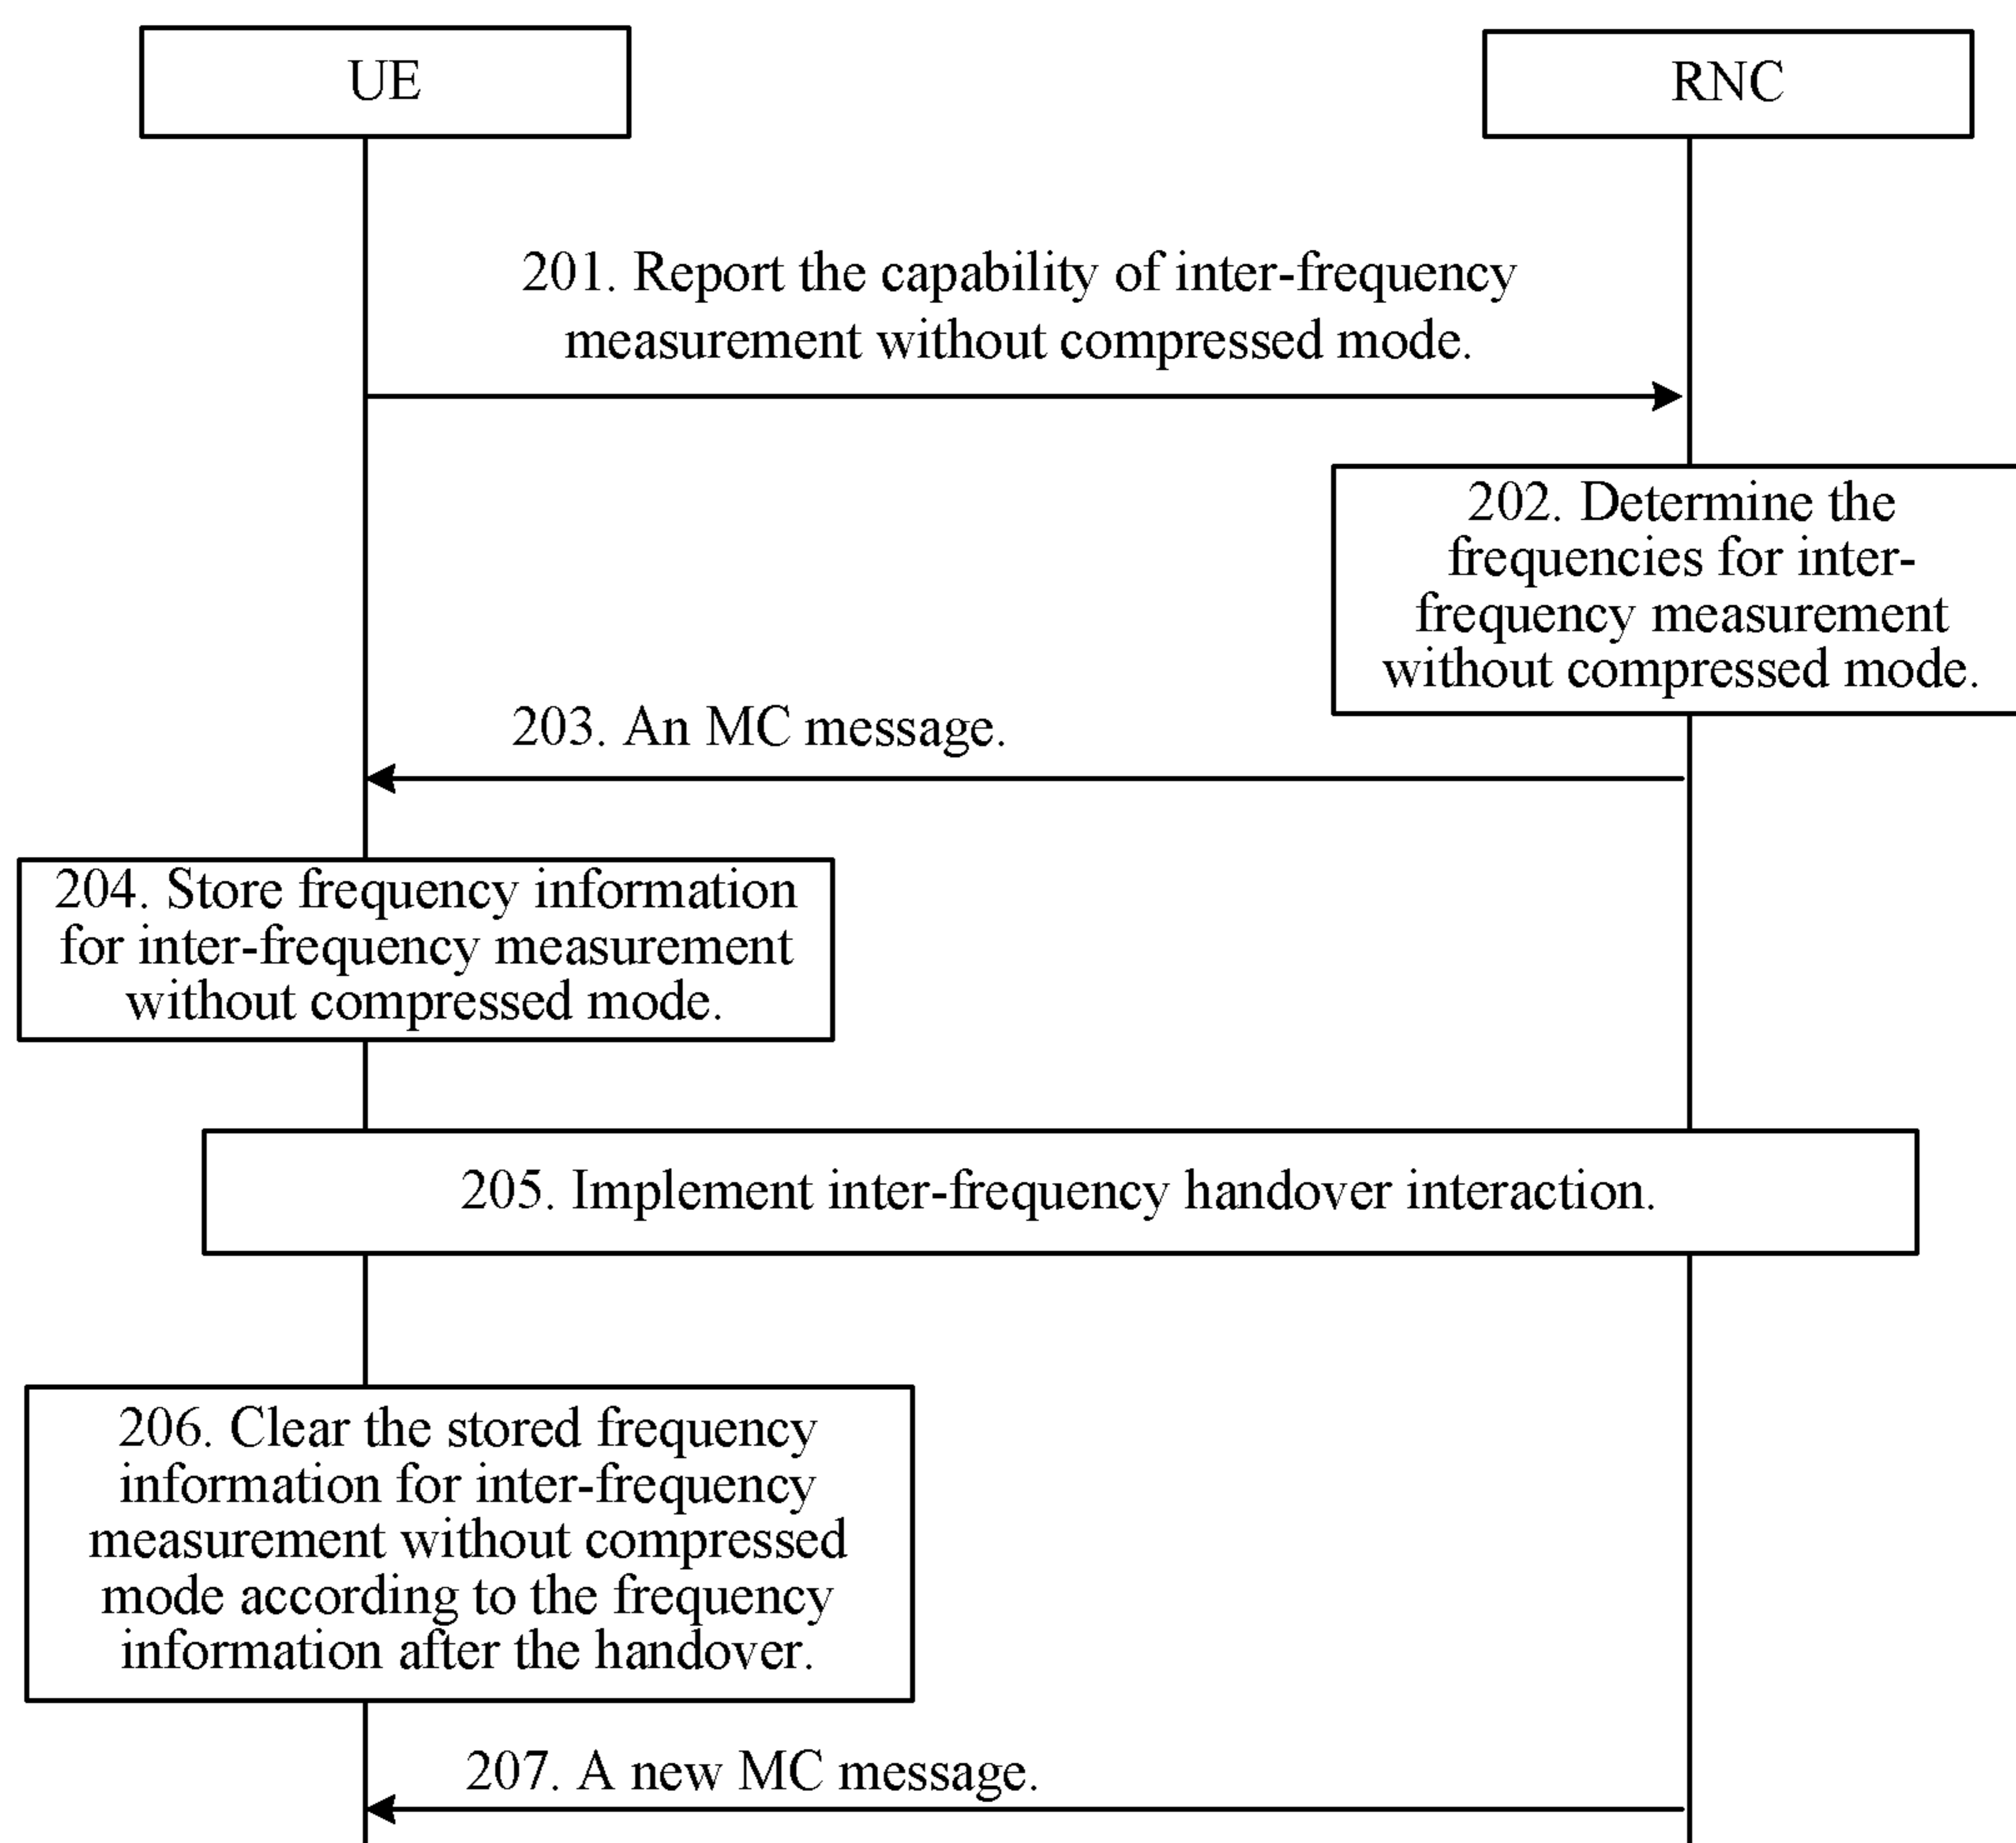 UE
RNC
201. Report the capability of inter-frequency
measurement without compressed mode.
202. Determine the
frequencies for inter-
frequency measurement
without compressed mode.
203. An MC message.
204. Store frequency information
for inter-frequency measurement
without compressed mode.
205. Implement inter-frequency handover interaction.
206. Clear the stored frequency
information for inter-frequency
measurement without compressed
mode according to the frequency
information after the handover.
207. A new MC message.